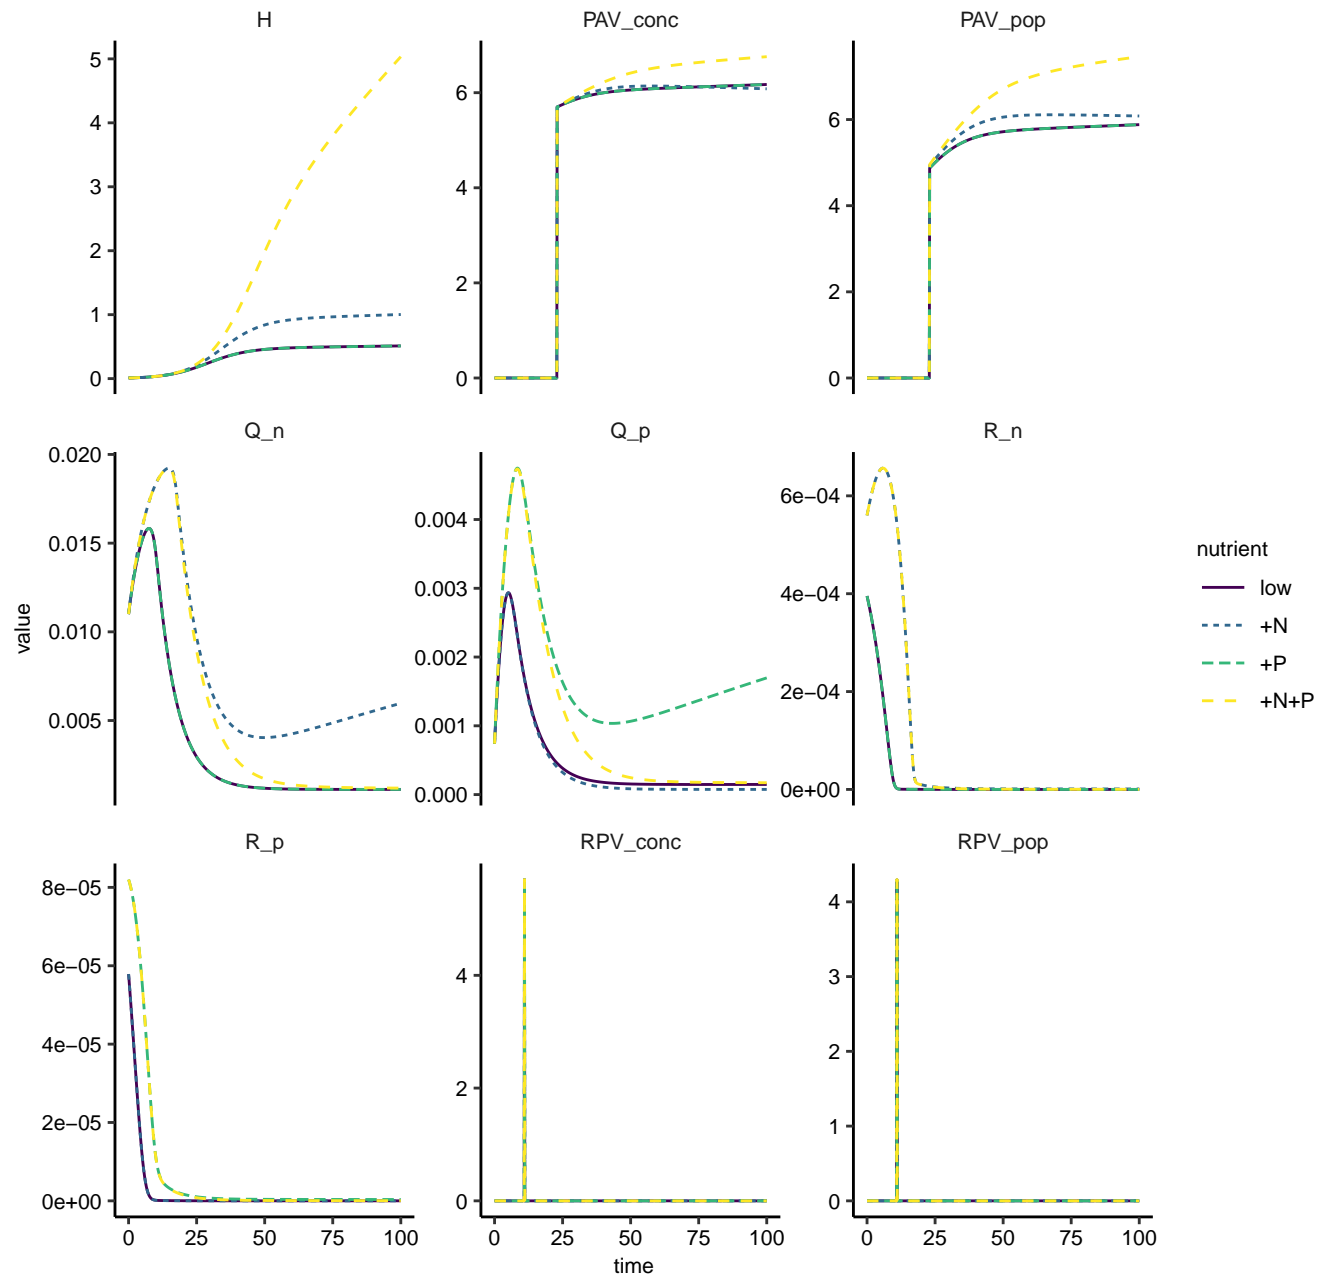 H
PAV_conc
PAV_pop
5
4
3
2
1
0
6
4
2
0
6
4
2
0
Q_n
Q_p
R_n
0.020
0.015
0.010
0.005
0.004
0.003
0.002
0.001
0.000
6e−04
4e−04
2e−04
0e+00
value
nutrient
low
+N
+P
+N+P
R_p
RPV_conc
RPV_pop
8e−05
6e−05
4e−05
2e−05
0e+00
4
2
0
4
3
2
1
0
0 25 50 75 100
0 25 50 75 100
0 25 50 75 100
time